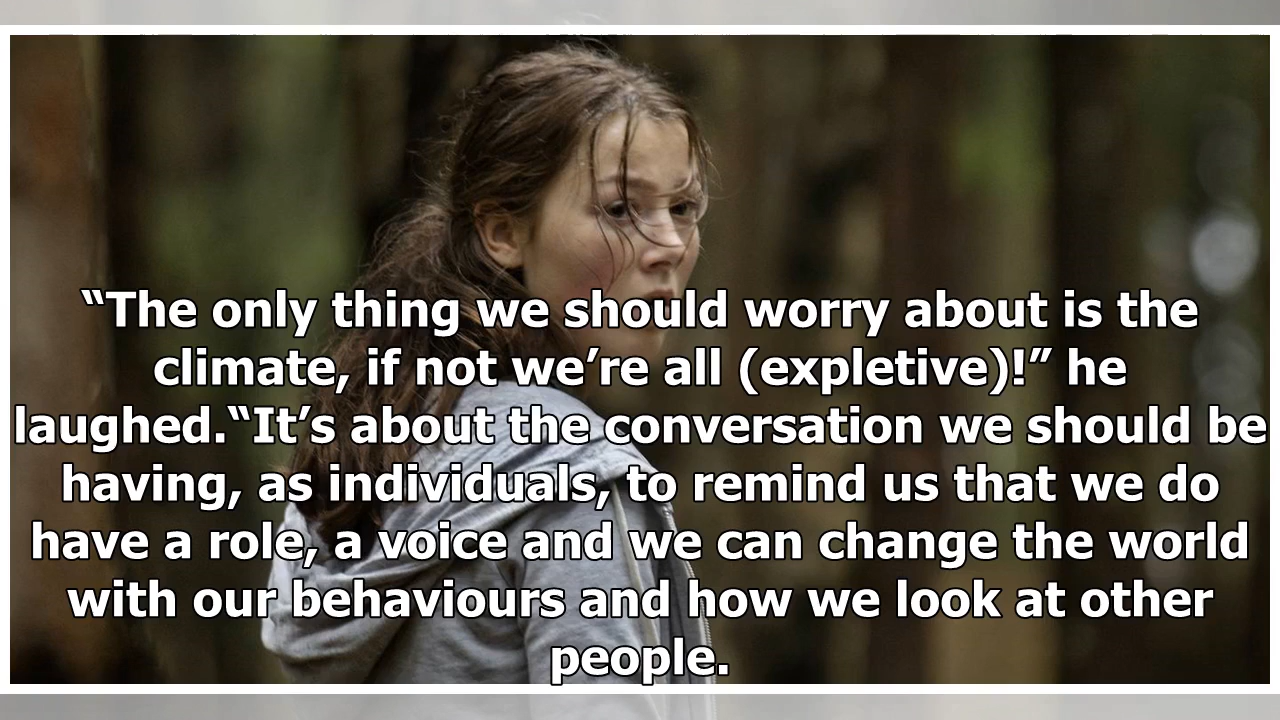 “The only thing we should worry about is the
climate, if not we’re all (expletive)!” he
laughed.“It’s about the conversation we should be
having, as individuals, to remind us that we do
have a role, a voice and we can change the world
with our behaviours and how we look at other
people.